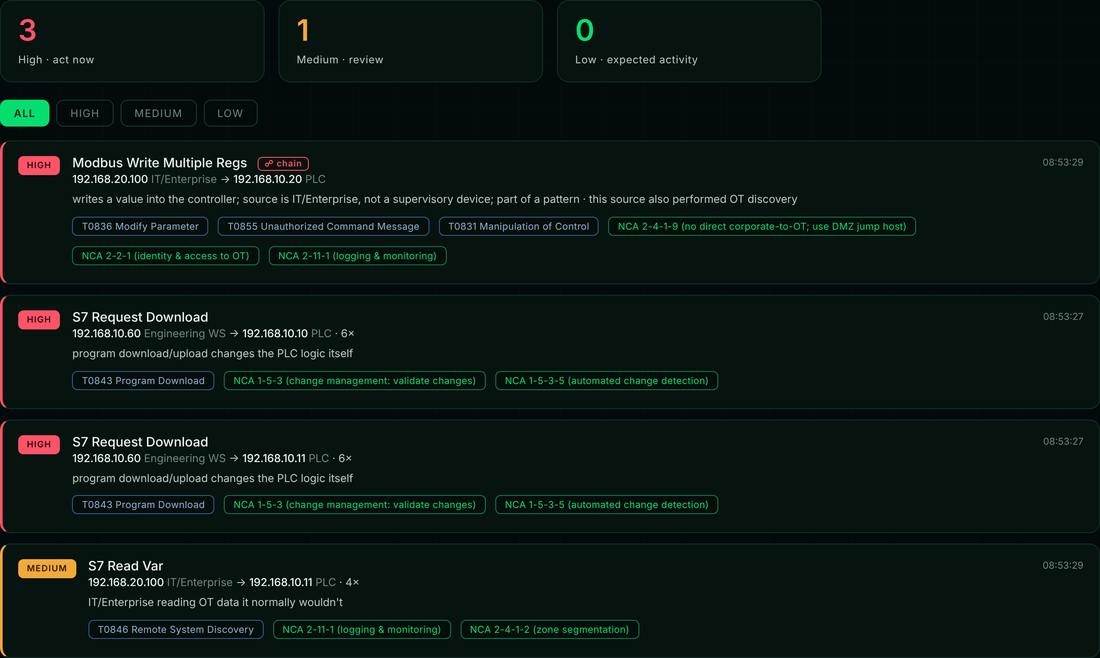 3
High · act now
1
Medium · review
0
Low · expected activity
ALL
HIGH
MEDIUM
LOW
HIGH
Modbus Write Multiple Regs
chain
08:53:29
192.168.20.100 IT/Enterprise → 192.168.10.20 PLC
writes a value into the controller; source is IT/Enterprise, not a supervisory device; part of a pattern · this source also performed OT discovery
T0836 Modify Parameter
T0855 Unauthorized Command Message
T0831 Manipulation of Control
NCA 2-4-1-9 (no direct corporate-to-OT; use DMZ jump host)
NCA 2-2-1 (identity & access to OT)
NCA 2-11-1 (logging & monitoring)
HIGH
S7 Request Download
08:53:27
192.168.10.60 Engineering WS → 192.168.10.10 PLC · 6×
program download/upload changes the PLC logic itself
T0843 Program Download
NCA 1-5-3 (change management: validate changes)
NCA 1-5-3-5 (automated change detection)
HIGH
S7 Request Download
08:53:27
192.168.10.60 Engineering WS → 192.168.10.11 PLC · 6×
program download/upload changes the PLC logic itself
T0843 Program Download
NCA 1-5-3 (change management: validate changes)
NCA 1-5-3-5 (automated change detection)
MEDIUM
S7 Read Var
08:53:29
192.168.20.100 IT/Enterprise → 192.168.10.11 PLC · 4×
IT/Enterprise reading OT data it normally wouldn't
T0846 Remote System Discovery
NCA 2-11-1 (logging & monitoring)
NCA 2-4-1-2 (zone segmentation)